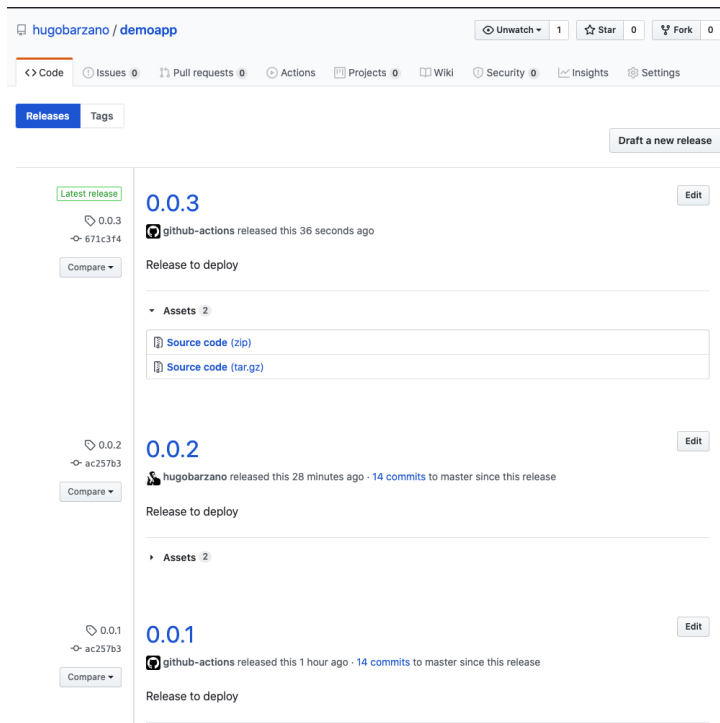 hugobarzano / demoapp
Unwatch 1 Star 0 Fork 0
Code Issues 0 Pull requests 0 Actions Projects 0 Wiki Security 0 Insights Settings
Releases Tags
Draft a new release
Latest release
0.0.3
671c3f4
Compare
0.0.3
Edit
github-actions released this 36 seconds ago
Release to deploy
Assets 2
Source code (zip)
Source code (tar.gz)
0.0.2
ac257b3
Compare
0.0.2
Edit
hugobarzano released this 28 minutes ago · 14 commits to master since this release
Release to deploy
Assets 2
0.0.1
ac257b3
Compare
0.0.1
Edit
github-actions released this 1 hour ago · 14 commits to master since this release
Release to deploy